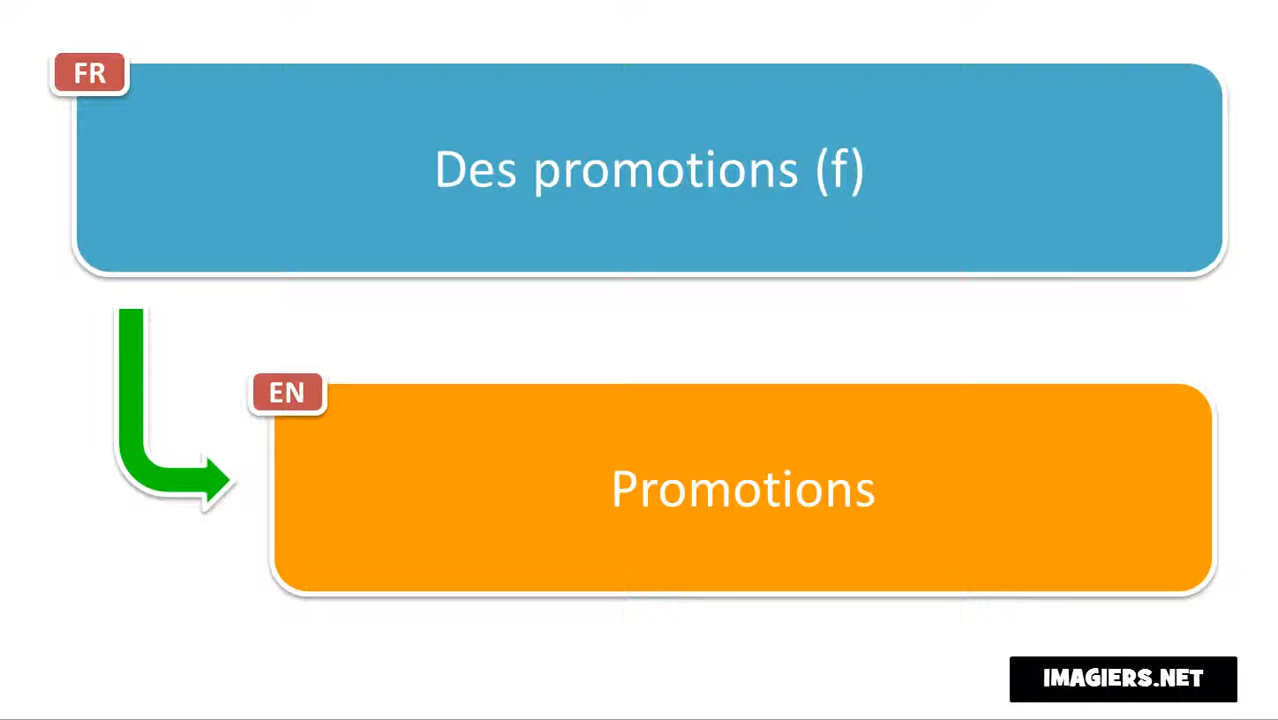 FR
Des promotions (f)
EN
Promotions
IMAGIERS.NET